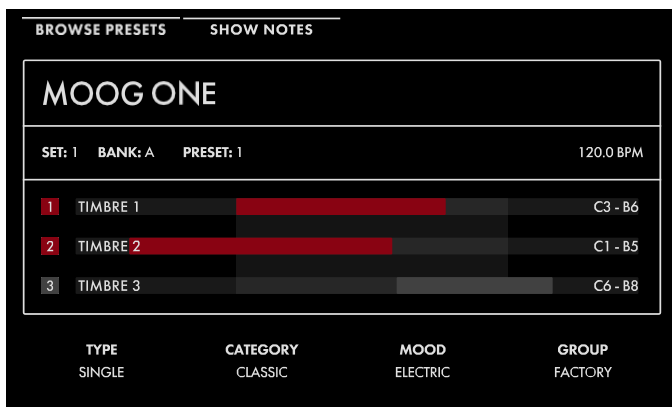 BROWSE PRESETS SHOW NOTES
MOOG ONE
SET: 1 BANK: A PRESET: 1 120.0 BPM
1 TIMBRE 1 C3 - B6
2 TIMBRE 2 C1 - B5
3 TIMBRE 3 C6 - B8
TYPE CATEGORY MOOD GROUP
SINGLE CLASSIC ELECTRIC FACTORY